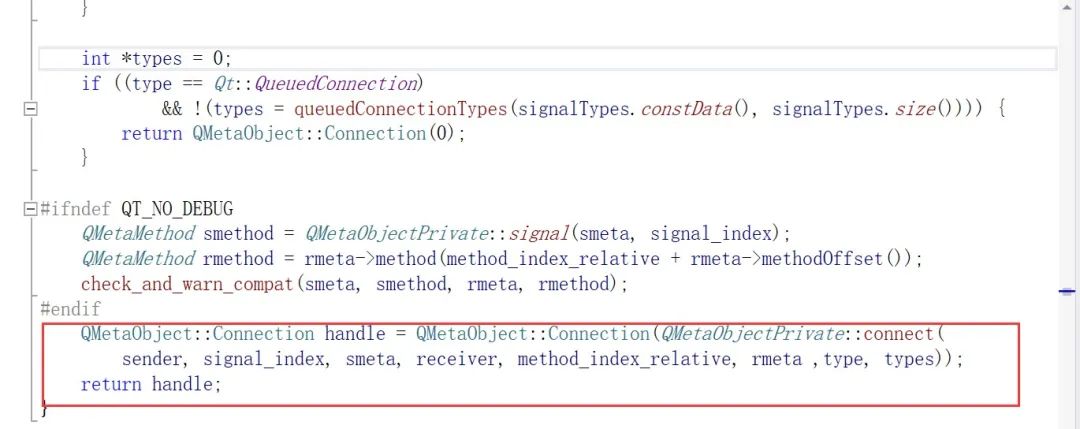 }
int *types = 0;
if ((type == Qt::QueuedConnection)
&& !(types = queuedConnectionTypes(signalTypes.constData(), signalTypes.size()))) {
return QMetaObject::Connection(0);
}
#ifndef QT_NO_DEBUG
QMetaMethod smethod = QMetaObjectPrivate::signal(smeta, signal_index);
QMetaMethod rmethod = rmeta->method(method_index_relative + rmeta->methodOffset());
check_and_warn_compat(smeta, smethod, rmeta, rmethod);
#endif
QMetaObject::Connection handle = QMetaObject::Connection(QMetaObjectPrivate::connect(
sender, signal_index, smeta, receiver, method_index_relative, rmeta ,type, types));
return handle;
}